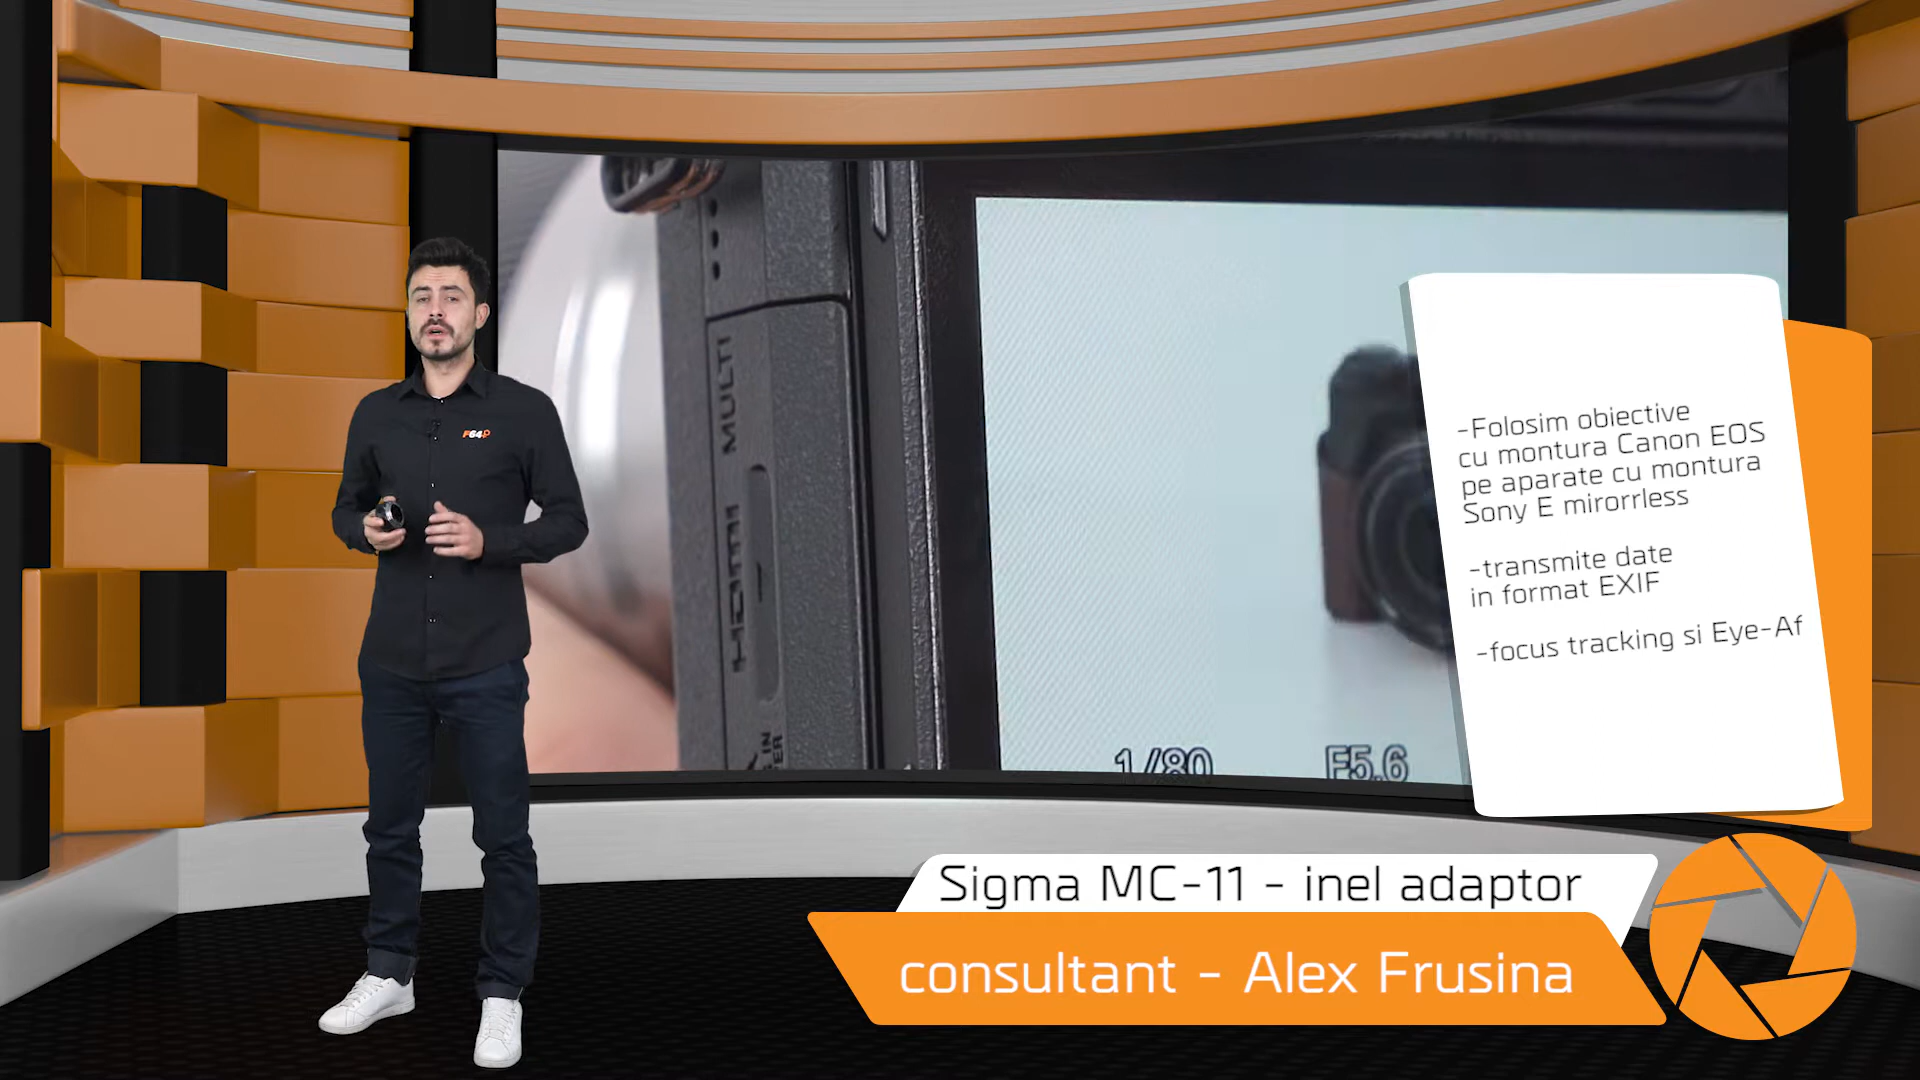 F64
MULTI
HDMI
1/80
F5.6
-Folosim obiective
cu montura Canon EOS
pe aparate cu montura
Sony E mirorrless
-transmite date
in format EXIF
-focus tracking si Eye-Af
Sigma MC-11 - inel adaptor
consultant - Alex Frusina